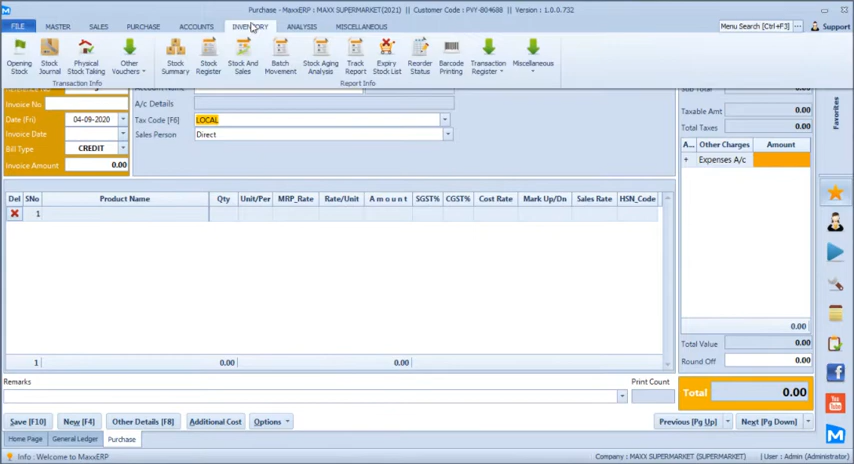 Purchase - MaxxERP : MAXX SUPERMARKET(2021) || Customer Code : PVY-804688 || Version : 1.0.0.732
FILE MASTER SALES PURCHASE ACCOUNTS INVENTORY ANALYSIS MISCELLANEOUS Menu Search [Ctrl+F3] ... Support
Opening Stock Physical Other Stock Stock Stock And Batch Stock Aging Track Expiry Reorder Barcode Transaction Miscellaneous
Stock Journal Stock Taking Vouchers Summary Register Sales Movement Analysis Report Stock List Status Printing Register
Transaction Info Report Info
Invoice No. A/c Details
Date (Fri) 04-09-2020 Tax Code [F6] LOCAL
Invoice Date Sales Person Direct
Bill Type CREDIT
Invoice Amount 0.00
Sub Total 0.00
Taxable Amt 0.00
Total Taxes 0.00
A... Other Charges Amount
+ Expenses A/c
Favorites
Del SNo Product Name Qty Unit/Per MRP_Rate Rate/Unit A m o u n t SGST% CGST% Cost Rate Mark Up/Dn Sales Rate HSN_Code
1
1 0.00 0.00
0.00
Total Value 0.00
Round Off 0.00
Remarks Print Count
Total 0.00
Save [F10] New [F4] Other Details [F8] Additional Cost Options Previous [Pg Up] Next [Pg Down]
Home Page General Ledger Purchase
Info : Welcome to MaxxERP Company : MAXX SUPERMARKET (SUPERMARKET) User : Admin (Administrator)